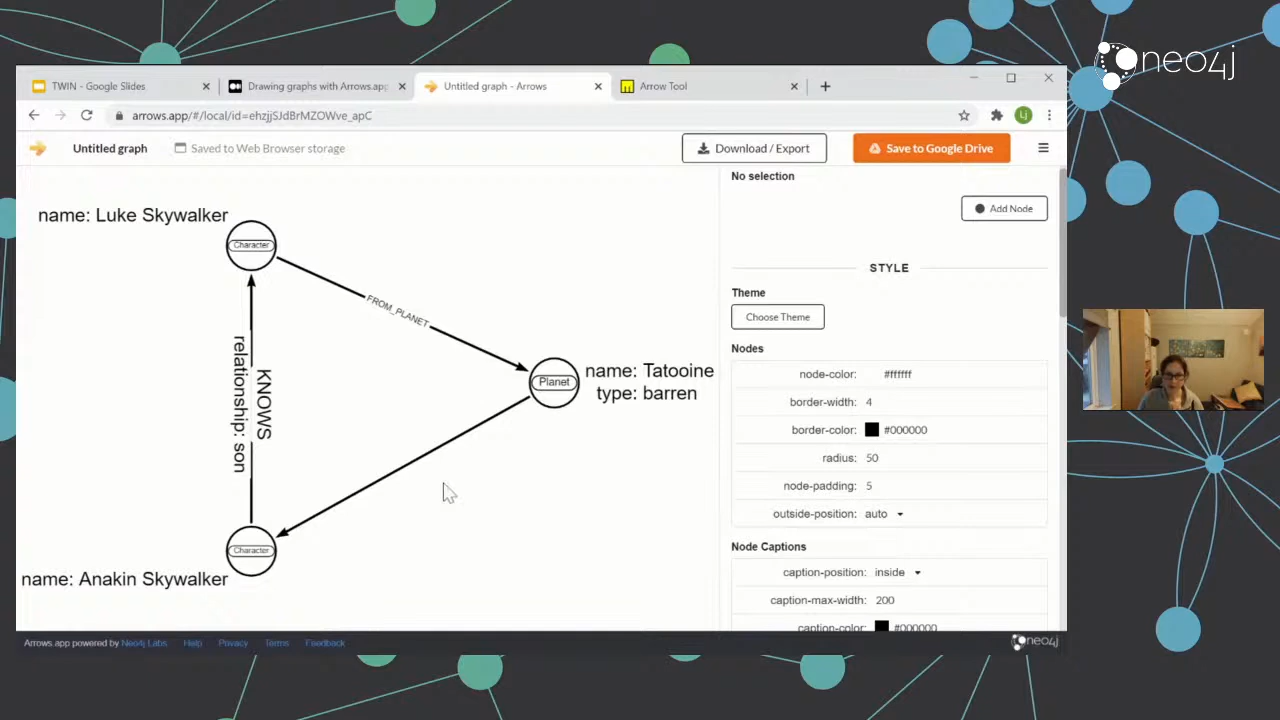 neo4j
TWIN - Google Slides
Drawing graphs with Arrows.app
Untitled graph - Arrows
Arrow Tool
arrows.app/#/local/id=ehzjjSJdBrMZOWve_apC
Lj
Untitled graph
Saved to Web Browser storage
Download / Export
Save to Google Drive
No selection
Add Node
STYLE
Theme
Choose Theme
Nodes
node-color: #ffffff
border-width: 4
border-color: #000000
radius: 50
node-padding: 5
outside-position: auto
Node Captions
caption-position: inside
caption-max-width: 200
caption-color: #000000
name: Luke Skywalker
Character
FROM_PLANET
Planet
name: Tatooine
type: barren
KNOWS
relationship: son
Character
name: Anakin Skywalker
Arrows.app powered by Neo4j Labs
Help
Privacy
Terms
Feedback
neo4j